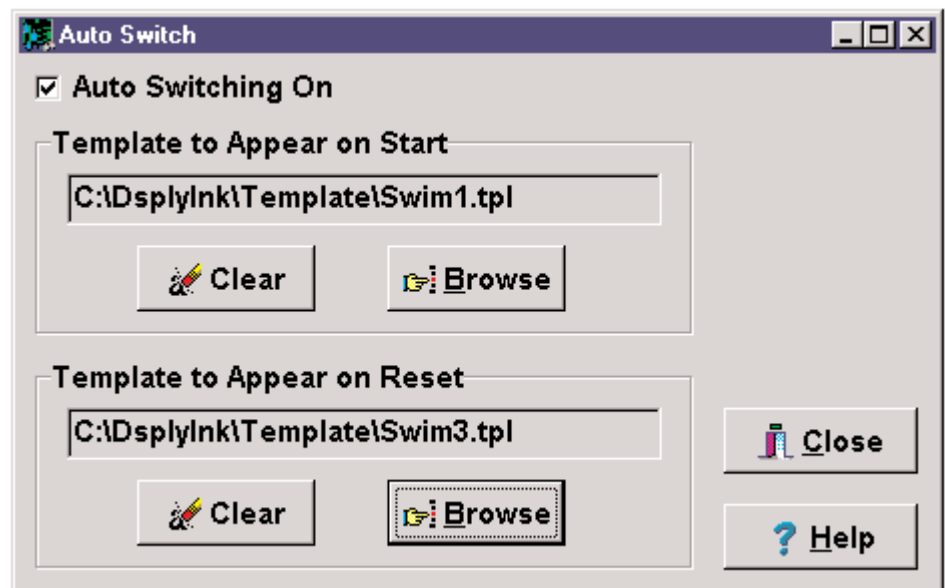 Auto Switch
Auto Switching On
Template to Appear on Start
C:\Dsplylnk\Template\Swim1.tpl
Clear
Browse
Template to Appear on Reset
C:\Dsplylnk\Template\Swim3.tpl
Clear
Browse
Close
Help